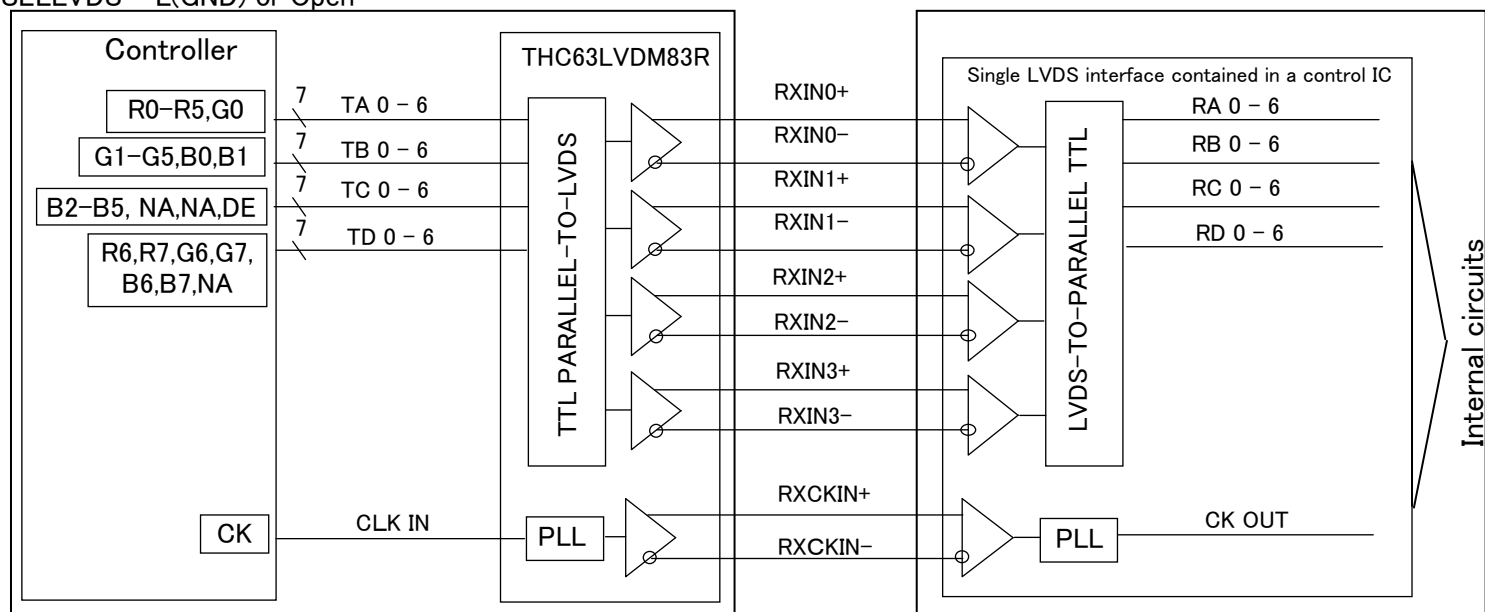 SELLVDS = L(GND) or Open
Controller
THC63LVDM83R
Single LVDS interface contained in a control IC
R0-R5,G0
7
TA 0 - 6
RXIN0+
RA 0 - 6
G1-G5,B0,B1
7
TB 0 - 6
RXIN0-
RB 0 - 6
B2-B5, NA,NA,DE
7
TC 0 - 6
RXIN1+
RC 0 - 6
R6,R7,G6,G7,
B6,B7,NA
7
TD 0 - 6
RXIN1-
RD 0 - 6
TTL PARALLEL-TO-LVDS
RXIN2+
RXIN2-
RXIN3+
RXIN3-
LVDS-TO-PARALLEL TTL
Internal circuits
CK
CLK IN
PLL
RXCKIN+
RXCKIN-
PLL
CK OUT